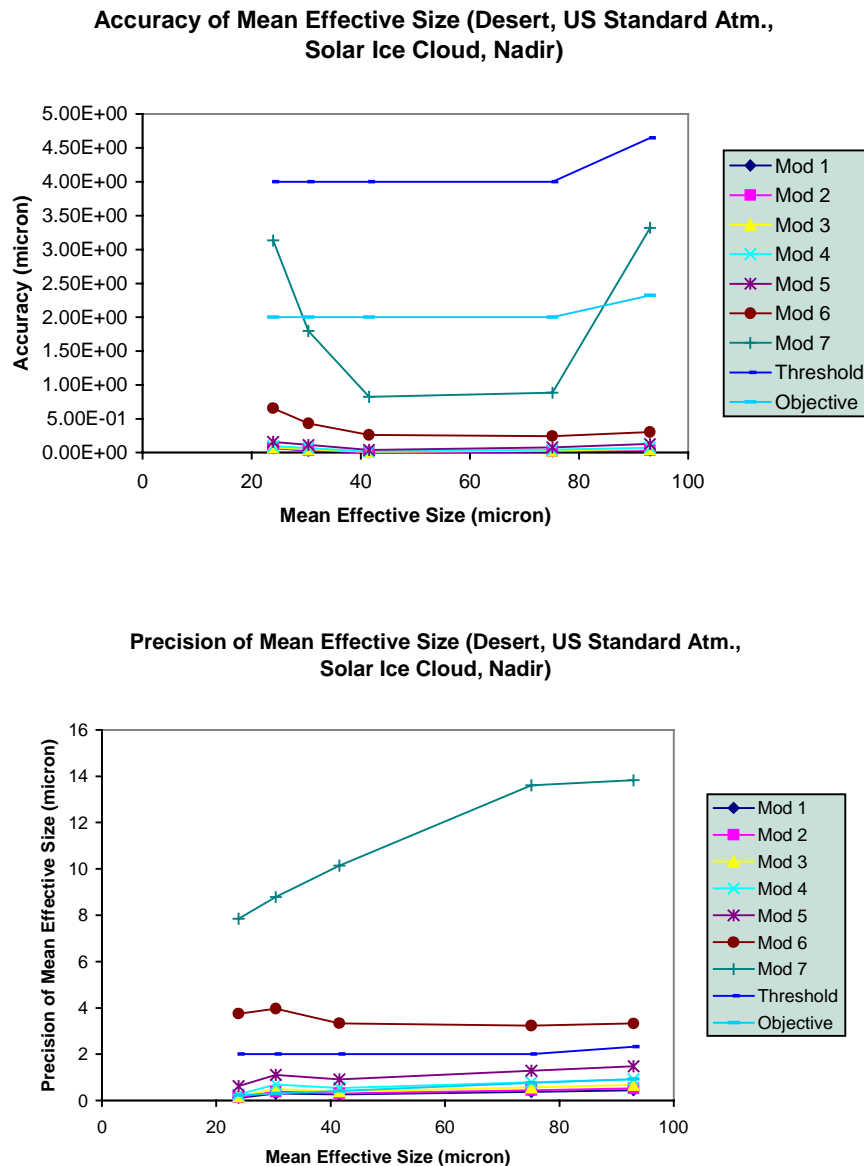 Accuracy of Mean Effective Size (Desert, US Standard Atm.,
Solar Ice Cloud, Nadir)
5.00E+00
4.50E+00
4.00E+00
3.50E+00
3.00E+00
2.50E+00
2.00E+00
1.50E+00
1.00E+00
5.00E-01
0.00E+00
Accuracy (micron)
0 20 40 60 80 100
Mean Effective Size (micron)
Mod 1
Mod 2
Mod 3
Mod 4
Mod 5
Mod 6
Mod 7
Threshold
Objective
Precision of Mean Effective Size (Desert, US Standard Atm.,
Solar Ice Cloud, Nadir)
16
14
12
10
8
6
4
2
0
Precision of Mean Effective Size (micron)
0 20 40 60 80 100
Mean Effective Size (micron)
Mod 1
Mod 2
Mod 3
Mod 4
Mod 5
Mod 6
Mod 7
Threshold
Objective